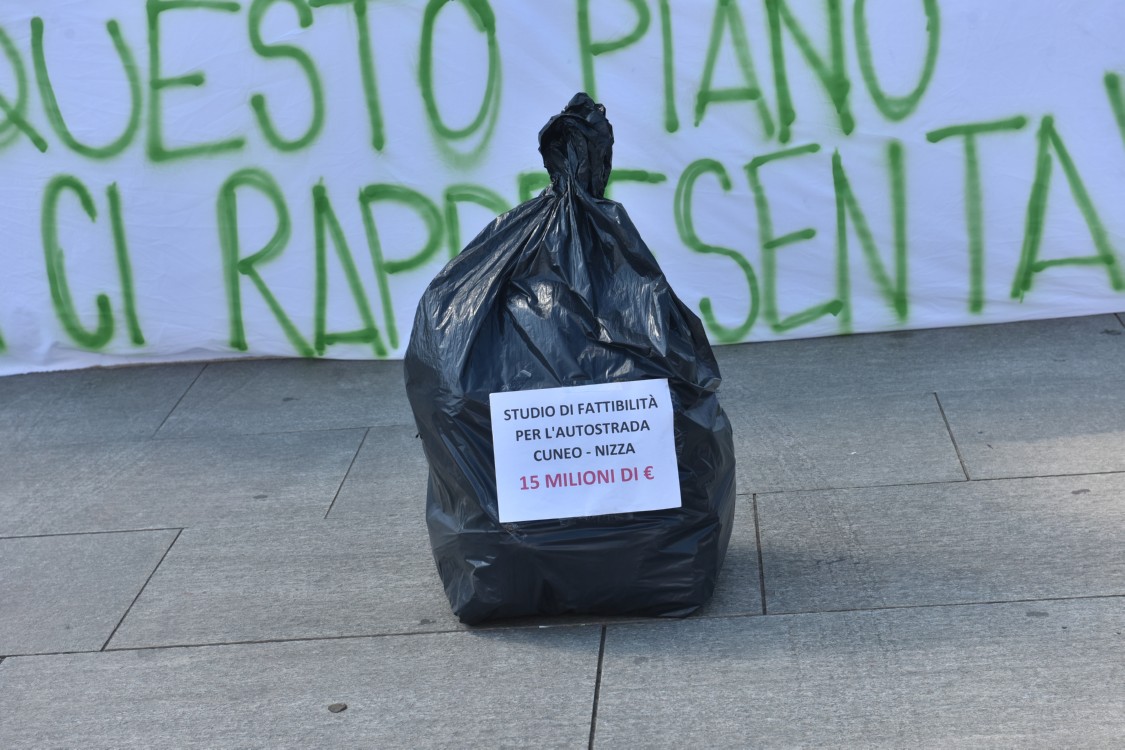 QUESTO PIANO
CI RAPPRESENTA
STUDIO DI FATTIBILITÀ
PER L'AUTOSTRADA
CUNEO - NIZZA
15 MILIONI DI €